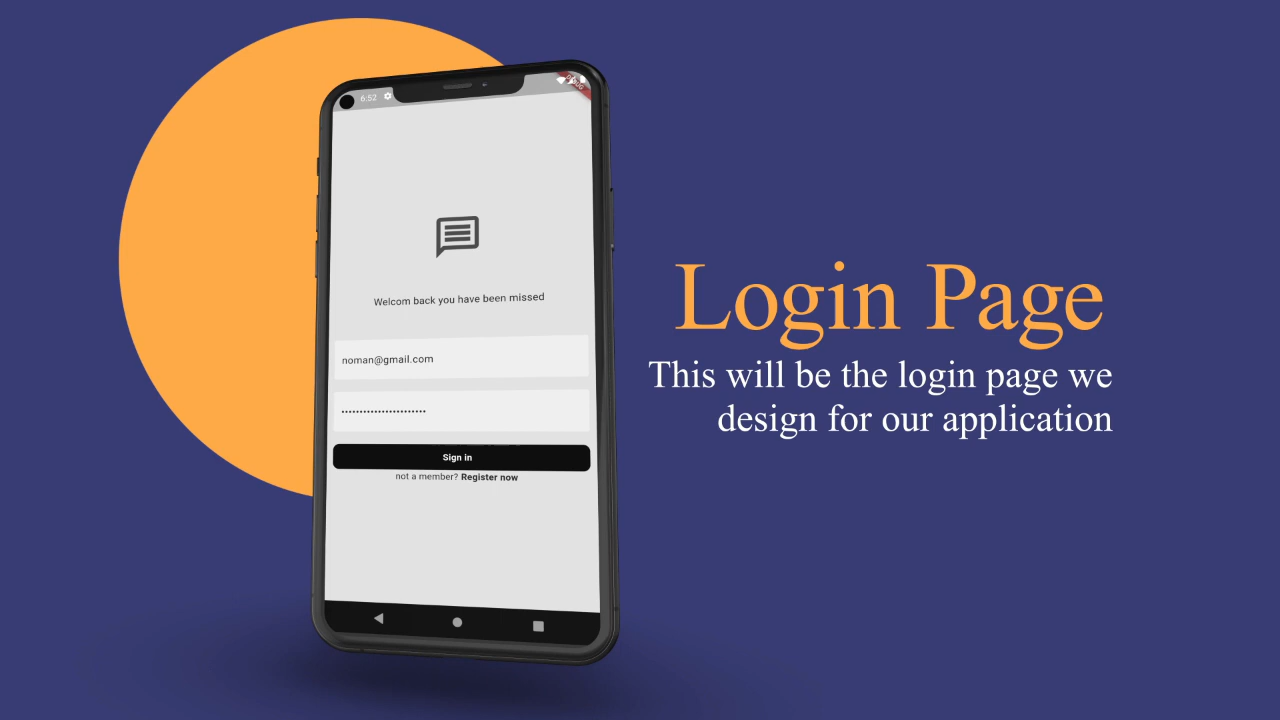 6:52
DEBUG
Welcom back you have been missed
noman@gmail.com
•••••••••••••••••••••••
Sign in
not a member? Register now
Login Page
This will be the login page we
design for our application